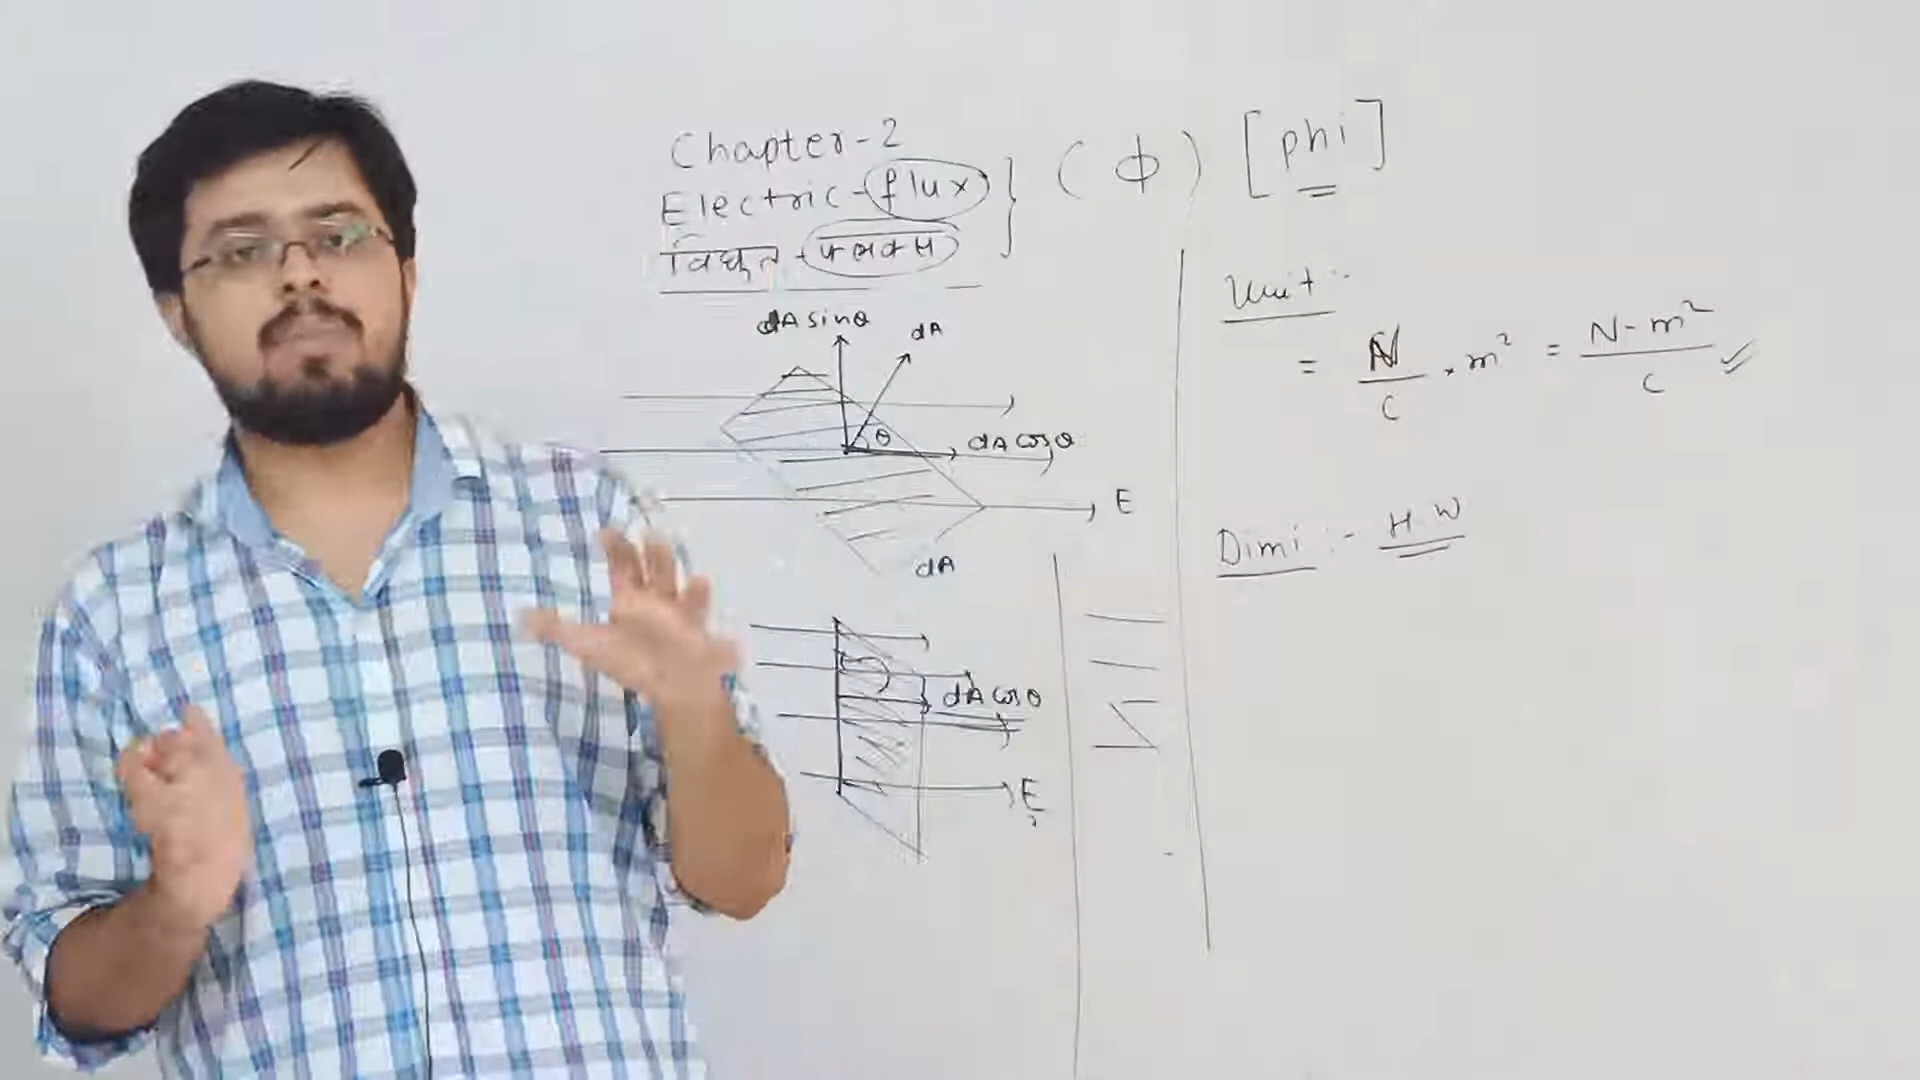 Chapter-2
Electric-flux } (Φ) [phi]
विद्युत-फ्लक्स
dA sinθ
dA
θ
dA cosθ
E
dA
dA cosθ
E
Unit :-
= N/C × m² = N-m²/C ✓
Dimi :- H.W